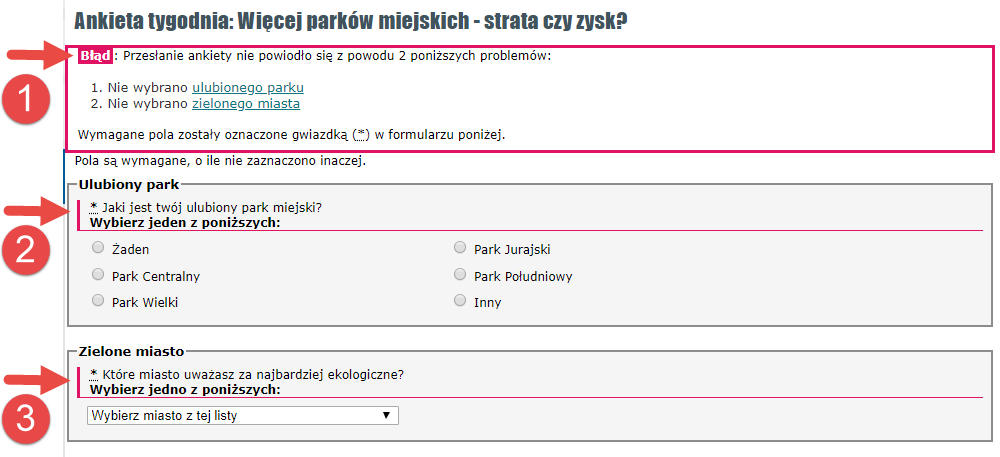 Ankieta tygodnia: Więcej parków miejskich - strata czy zysk?
Błąd: Przesłanie ankiety nie powiodło się z powodu 2 poniższych problemów:
1. Nie wybrano ulubionego parku
2. Nie wybrano zielonego miasta
Wymagane pola zostały oznaczone gwiazdką (*) w formularzu poniżej.
1
Pola są wymagane, o ile nie zaznaczono inaczej.
Ulubiony park
* Jaki jest twój ulubiony park miejski?
Wybierz jeden z poniższych:
2
Żaden
Park Jurajski
Park Centralny
Park Południowy
Park Wielki
Inny
Zielone miasto
* Które miasto uważasz za najbardziej ekologiczne?
Wybierz jedno z poniższych:
3
Wybierz miasto z tej listy